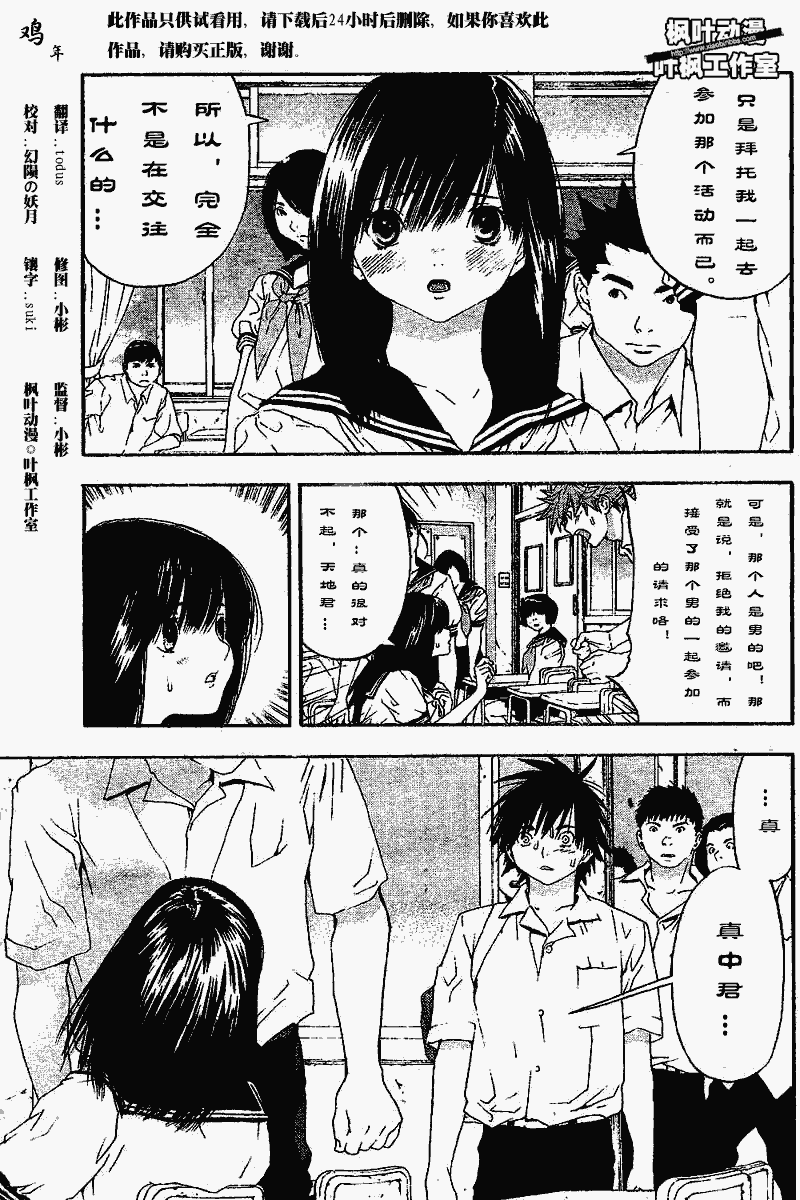 此作品只供试看用，请下载后24小时后删除，如果你喜欢此
作品，请购买正版，谢谢。
鸡
年
枫叶动漫
www.xiaobinbbs.com
叶枫工作室
翻译..todus
修图..小彬
监督..小彬
校对..幻陨の妖月
镶字..suki
枫叶动漫◎叶枫工作室
只是拜托我一起去
参加那个活动而已。
所以，完全
不是在交往
什么的…
可是，那个人是男的吧！那
就是说，拒绝我的邀请，而
接受了那个男的一起参加
的请求咯！
那个…真的很对
不起，天地君…
…真
真中君…